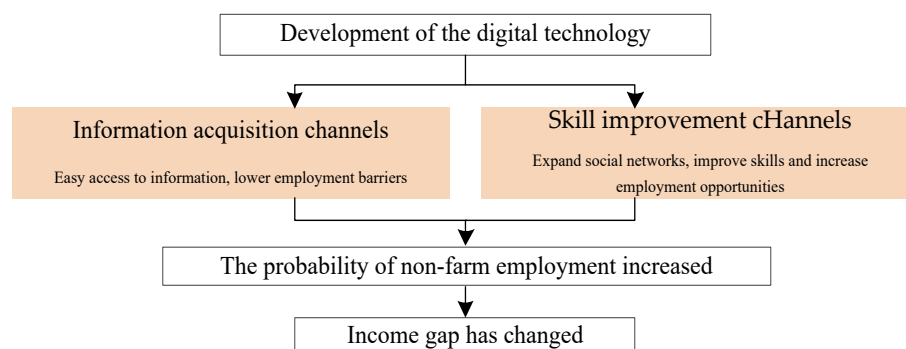 Development of the digital technology
Information acquisition channels
Easy access to information, lower employment barriers
Skill improvement cHannels
Expand social networks, improve skills and increase
employment opportunities
The probability of non-farm employment increased
Income gap has changed